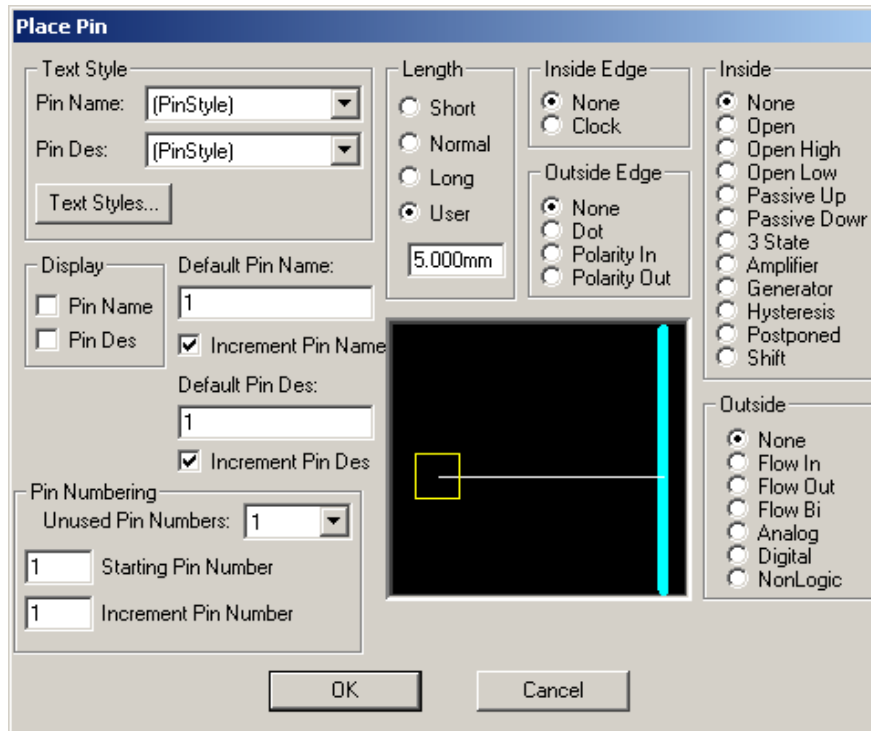 Place Pin
Text Style
Pin Name: (PinStyle)
Pin Des: (PinStyle)
Text Styles...
Display
Pin Name
Pin Des
Default Pin Name:
1
Increment Pin Name
Default Pin Des:
1
Increment Pin Des
Pin Numbering
Unused Pin Numbers: 1
1 Starting Pin Number
1 Increment Pin Number
Length
Short
Normal
Long
User
5.000mm
Inside Edge
None
Clock
Outside Edge
None
Dot
Polarity In
Polarity Out
Inside
None
Open
Open High
Open Low
Passive Up
Passive Dowr
3 State
Amplifier
Generator
Hysteresis
Postponed
Shift
Outside
None
Flow In
Flow Out
Flow Bi
Analog
Digital
NonLogic
OK
Cancel